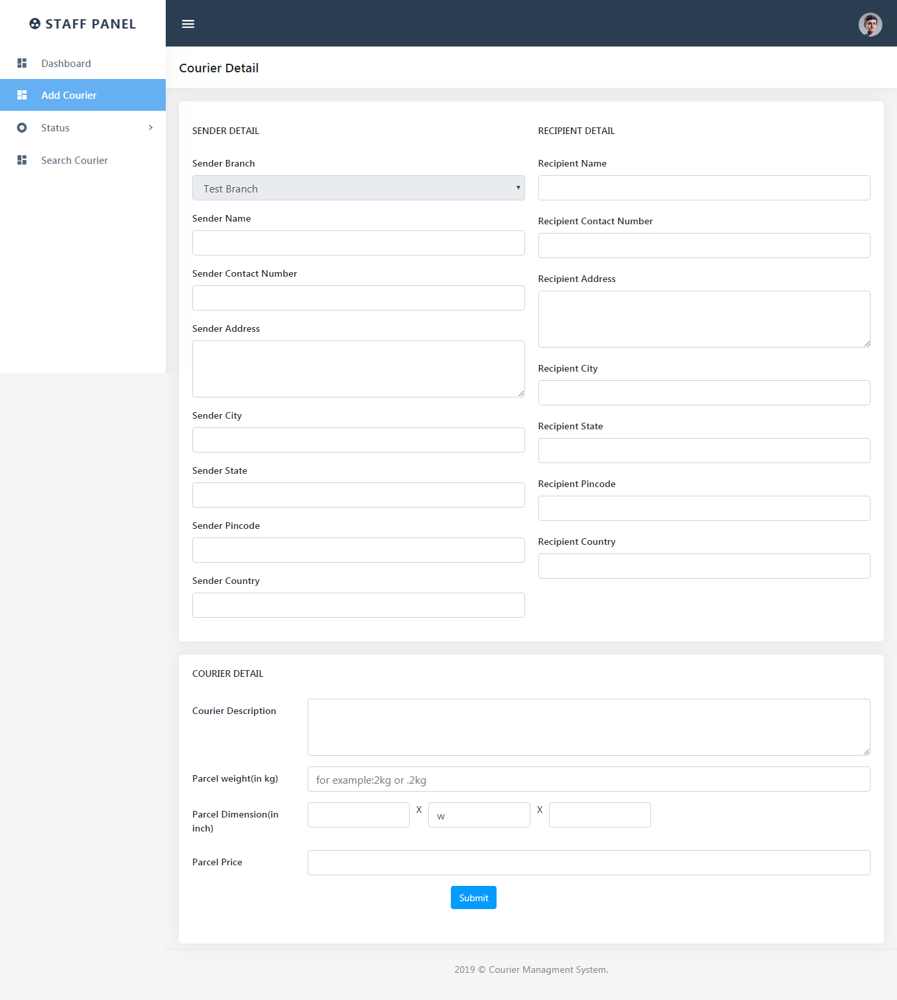 STAFF PANEL
Dashboard
Add Courier
Status
Search Courier
Courier Detail
SENDER DETAIL
Sender Branch
Test Branch
Sender Name
Sender Contact Number
Sender Address
Sender City
Sender State
Sender Pincode
Sender Country
RECIPIENT DETAIL
Recipient Name
Recipient Contact Number
Recipient Address
Recipient City
Recipient State
Recipient Pincode
Recipient Country
COURIER DETAIL
Courier Description
Parcel weight(in kg)
for example:2kg or .2kg
Parcel Dimension(in
inch)
X w X
Parcel Price
Submit
2019 © Courier Managment System.